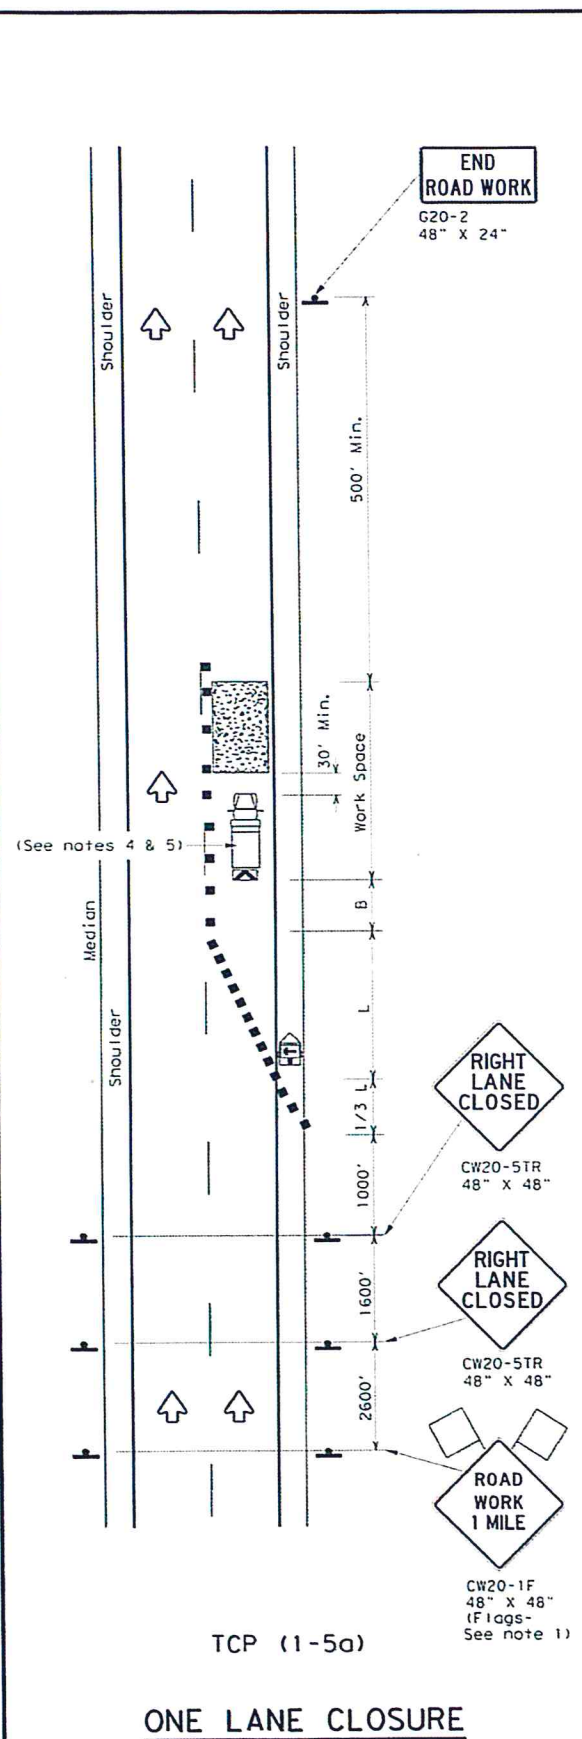 END
ROAD WORK
G20-2
48" X 24"
Shoulder
Shoulder
500' Min.
30' Min.
Work Space
(See notes 4 & 5)
B
Median
L
Shoulder
1/3 L
RIGHT
LANE
CLOSED
CW20-5TR
48" X 48"
1000'
RIGHT
LANE
CLOSED
1600'
CW20-5TR
48" X 48"
2600'
ROAD
WORK
1 MILE
CW20-1F
48" X 48"
(Flags-
See note 1)
TCP (1-5a)
ONE LANE CLOSURE